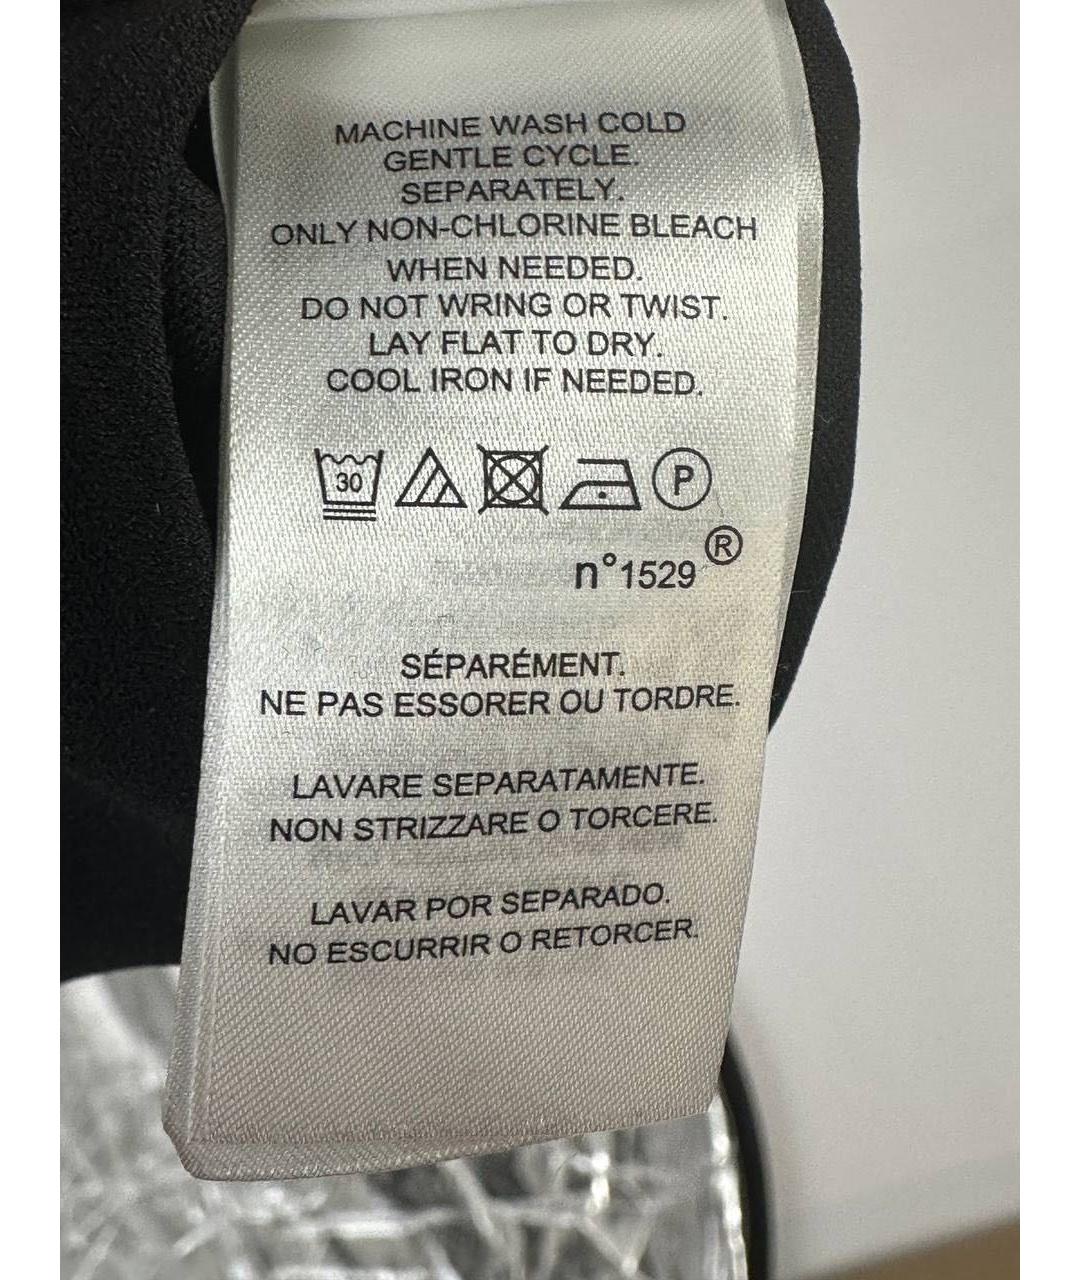 MACHINE WASH COLD
GENTLE CYCLE.
SEPARATELY.
ONLY NON-CHLORINE BLEACH
WHEN NEEDED.
DO NOT WRING OR TWIST.
LAY FLAT TO DRY.
COOL IRON IF NEEDED.
30 P
n°1529 ®
SÉPARÉMENT.
NE PAS ESSORER OU TORDRE.
LAVARE SEPARATAMENTE.
NON STRIZZARE O TORCERE.
LAVAR POR SEPARADO.
NO ESCURRIR O RETORCER.